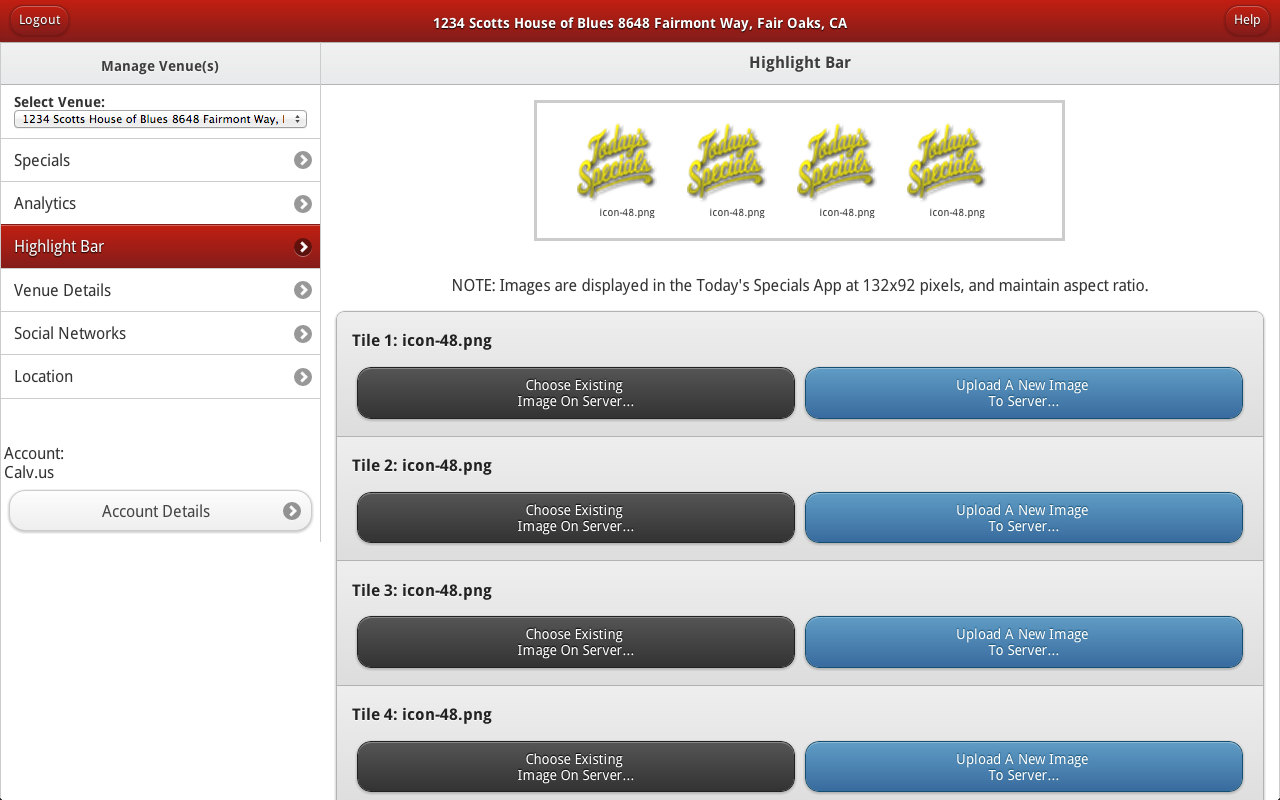 Logout
1234 Scotts House of Blues 8648 Fairmont Way, Fair Oaks, CA
Help
Manage Venue(s)
Highlight Bar
Select Venue:
1234 Scotts House of Blues 8648 Fairmont Way,
Specials
Analytics
Highlight Bar
Venue Details
Social Networks
Location
Account:
Calv.us
Account Details
Today's Specials
Today's Specials
Today's Specials
Today's Specials
icon-48.png
icon-48.png
icon-48.png
icon-48.png
NOTE: Images are displayed in the Today's Specials App at 132x92 pixels, and maintain aspect ratio.
Tile 1: icon-48.png
Choose Existing
Image On Server...
Upload A New Image
To Server...
Tile 2: icon-48.png
Choose Existing
Image On Server...
Upload A New Image
To Server...
Tile 3: icon-48.png
Choose Existing
Image On Server...
Upload A New Image
To Server...
Tile 4: icon-48.png
Choose Existing
Image On Server...
Upload A New Image
To Server...